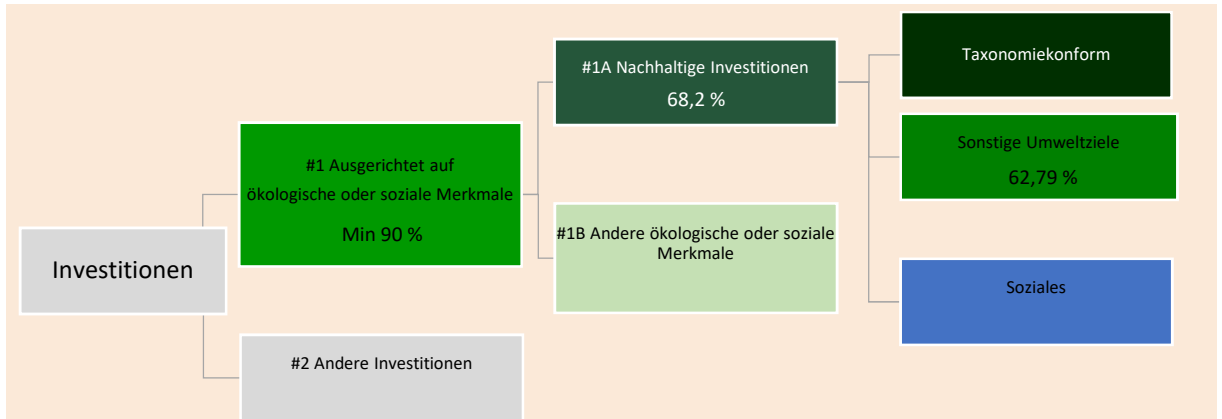 Investitionen
#1 Ausgerichtet auf
ökologische oder soziale Merkmale
Min 90 %
#2 Andere Investitionen
#1A Nachhaltige Investitionen
68,2 %
#1B Andere ökologische oder soziale
Merkmale
Taxonomiekonform
Sonstige Umweltziele
62,79 %
Soziales